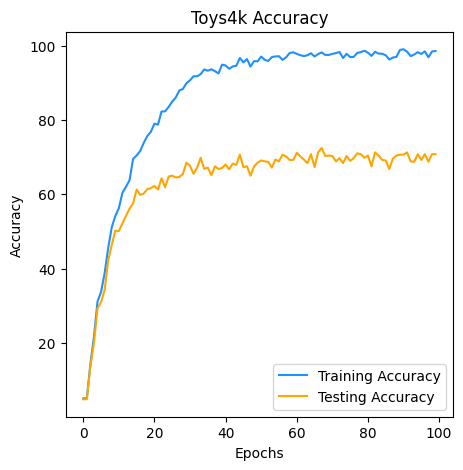 Toys4k Accuracy
100
80
60
40
20
Accuracy
Training Accuracy
Testing Accuracy
0 20 40 60 80 100
Epochs